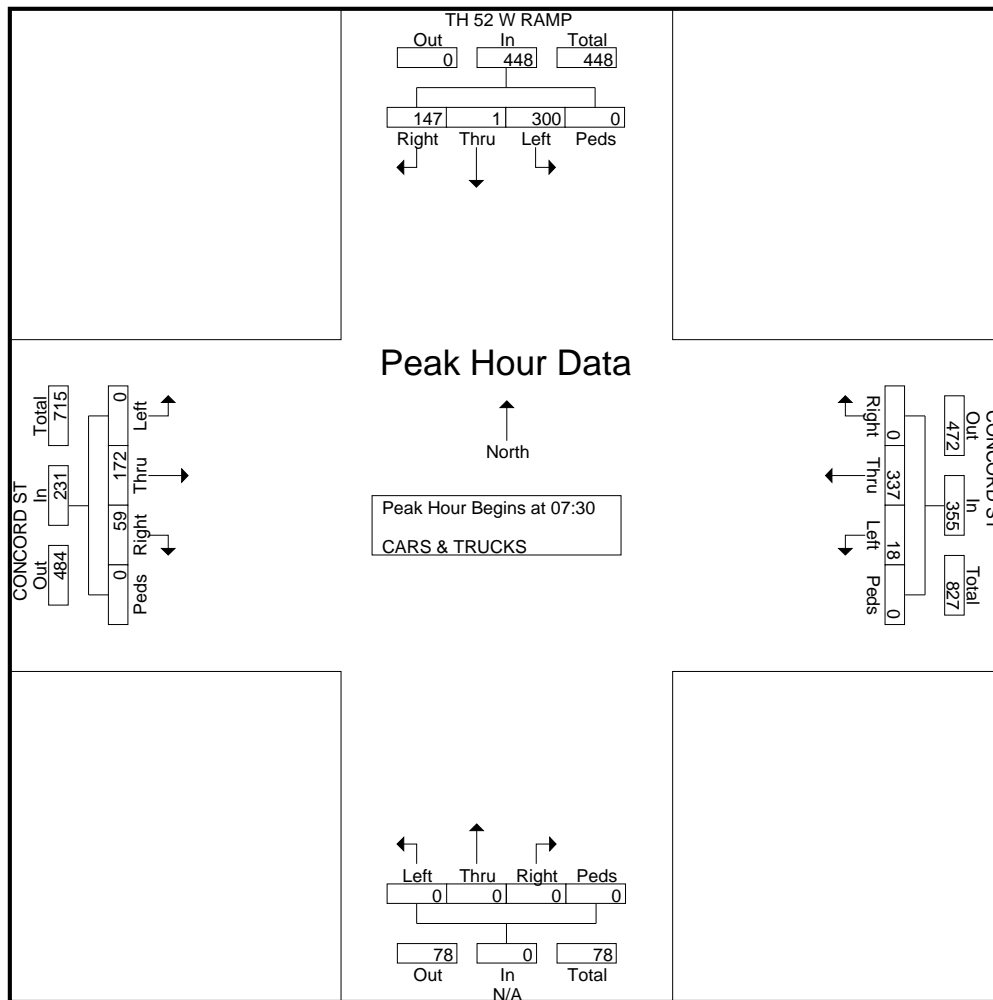 TH 52 W RAMP
Out In Total
0 448 448
147 1 300 0
Right Thru Left Peds
Peak Hour Data
North
Peak Hour Begins at 07:30
CARS & TRUCKS
CONCORD ST
Total In Out
715 231 484
0 172 59 0
Left Thru Right Peds
CONCORD ST
Out In Total
472 355 827
0 337 18 0
Right Thru Left Peds
Left Thru Right Peds
0 0 0 0
78 0 78
Out In Total
N/A